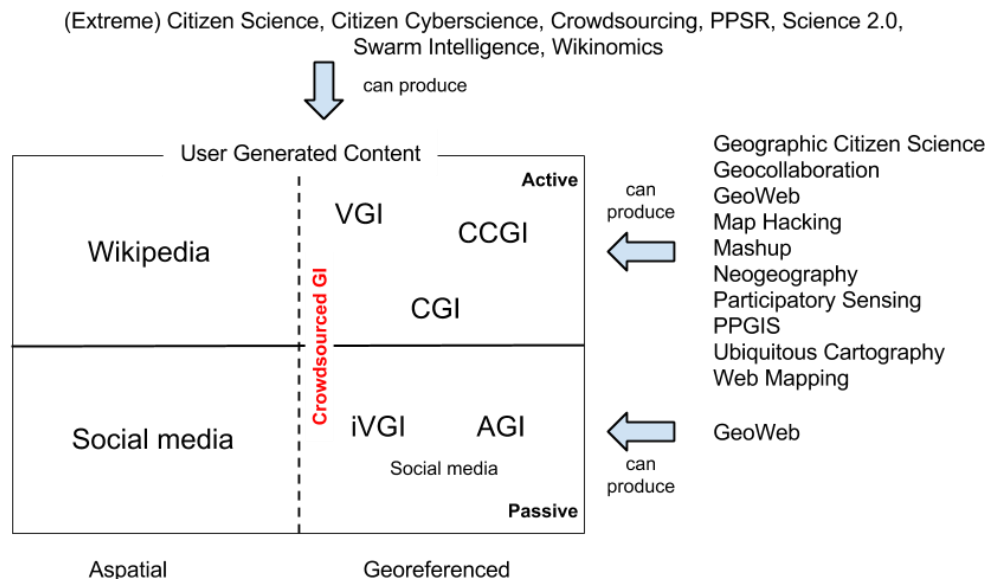 (Extreme) Citizen Science, Citizen Cyberscience, Crowdsourcing, PPSR, Science 2.0,
Swarm Intelligence, Wikinomics
can produce
User Generated Content
Active
Wikipedia
VGI
CCGI
CGI
Crowdsourced GI
Social media
iVGI
AGI
Social media
Passive
Aspatial
Georeferenced
can
produce
Geographic Citizen Science
Geocollaboration
GeoWeb
Map Hacking
Mashup
Neogeography
Participatory Sensing
PPGIS
Ubiquitous Cartography
Web Mapping
GeoWeb
can
produce